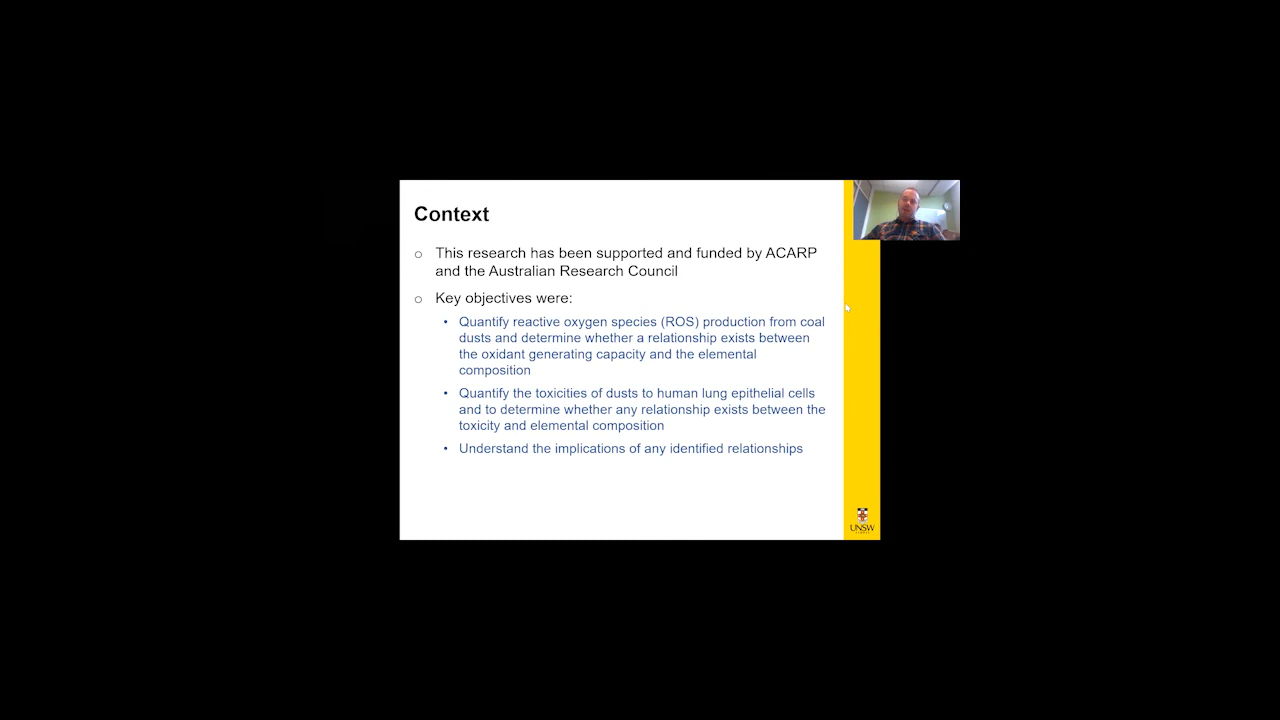 Context
o This research has been supported and funded by ACARP
and the Australian Research Council
o Key objectives were:
• Quantify reactive oxygen species (ROS) production from coal
dusts and determine whether a relationship exists between
the oxidant generating capacity and the elemental
composition
• Quantify the toxicities of dusts to human lung epithelial cells
and to determine whether any relationship exists between the
toxicity and elemental composition
• Understand the implications of any identified relationships
UNSW